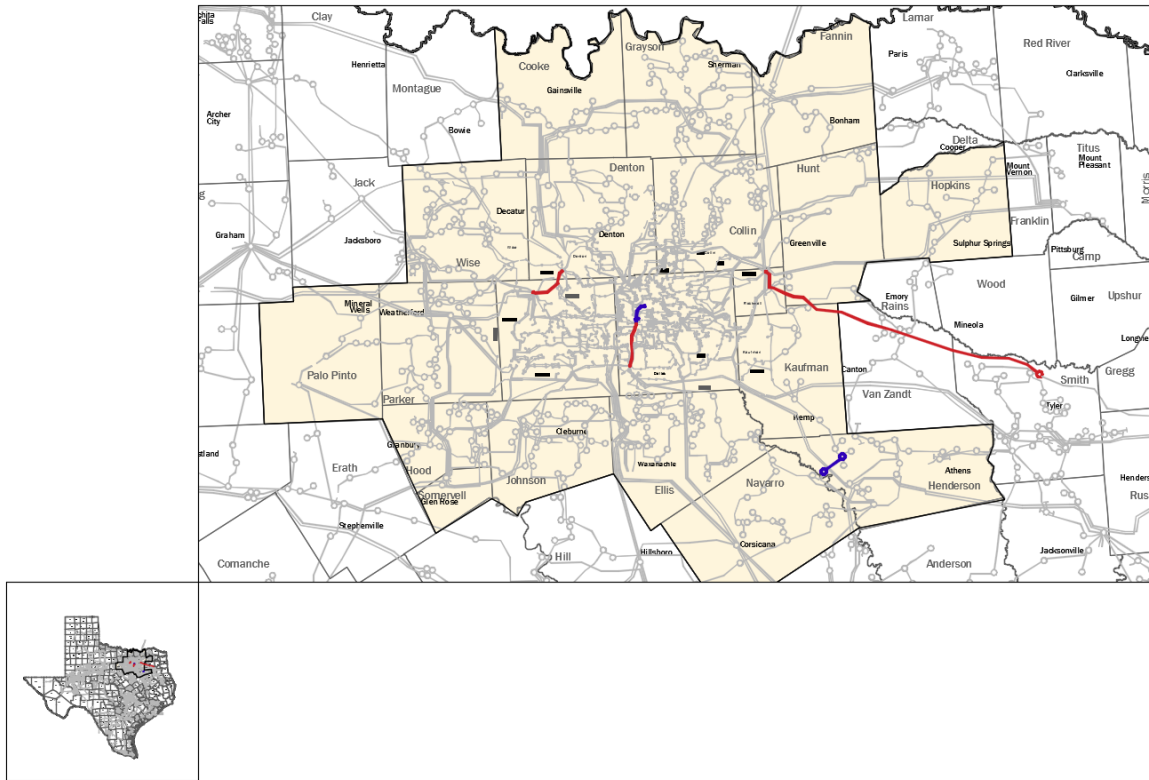 Clay
Lamar
Fannin
Falls
Grayson
Red River
Paris
Henrietta
Sherman
Cooke
Clarksville
Montague
Gainsville
Archer
City
Bonham
Bowie
Delta
Cooper
Titus
Mount
Pleasant
Mount
Vernon
Denton
Hunt
Jack
Hopkins
Morris
Decatur
Franklin
Collin
Graham
Denton
Jacksboro
Greenville
Sulphur Springs
Pittsburg
Camp
Wise
Wood
Emory
Rains
Gilmer
Upshur
Mineral
Wells
Weatherford
Mineola
Kaufman
Canton
Gregg
Palo Pinto
Smith
Van Zandt
Parker
Tyler
Kemp
Cleburne
Granbury
Erath
Hood
Waxahachie
Athens
Johnson
Navarro
Henderson
Ellis
Somervell
Glen Rose
Stephenville
Corsicana
Hillsboro
Jacksonville
Hill
Comanche
Anderson